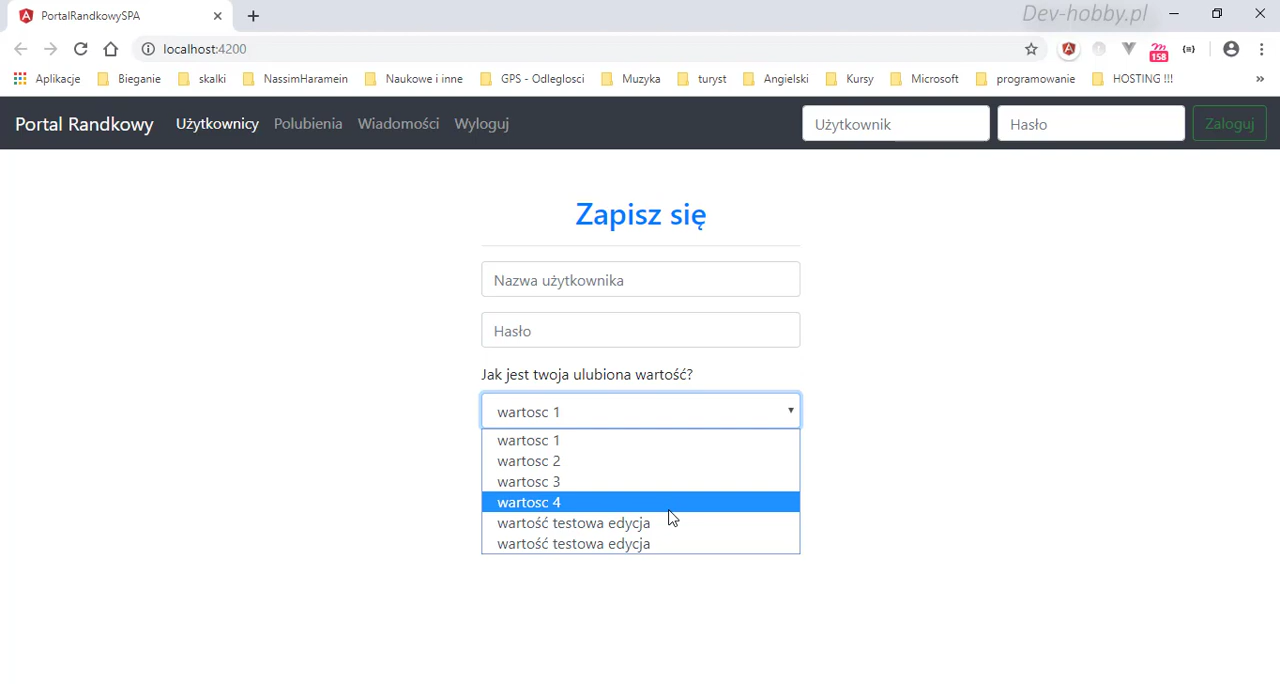 PortalRandkowySPA
Dev-hobby.pl
localhost:4200
158
Aplikacje Bieganie skalki NassimHaramein Naukowe i inne GPS - Odleglosci Muzyka turyst Angielski Kursy Microsoft programowanie HOSTING !!! »
Portal Randkowy Użytkownicy Polubienia Wiadomości Wyloguj Użytkownik Hasło Zaloguj
Zapisz się
Nazwa użytkownika
Hasło
Jak jest twoja ulubiona wartość?
wartosc 1
wartosc 1
wartosc 2
wartosc 3
wartosc 4
wartość testowa edycja
wartość testowa edycja